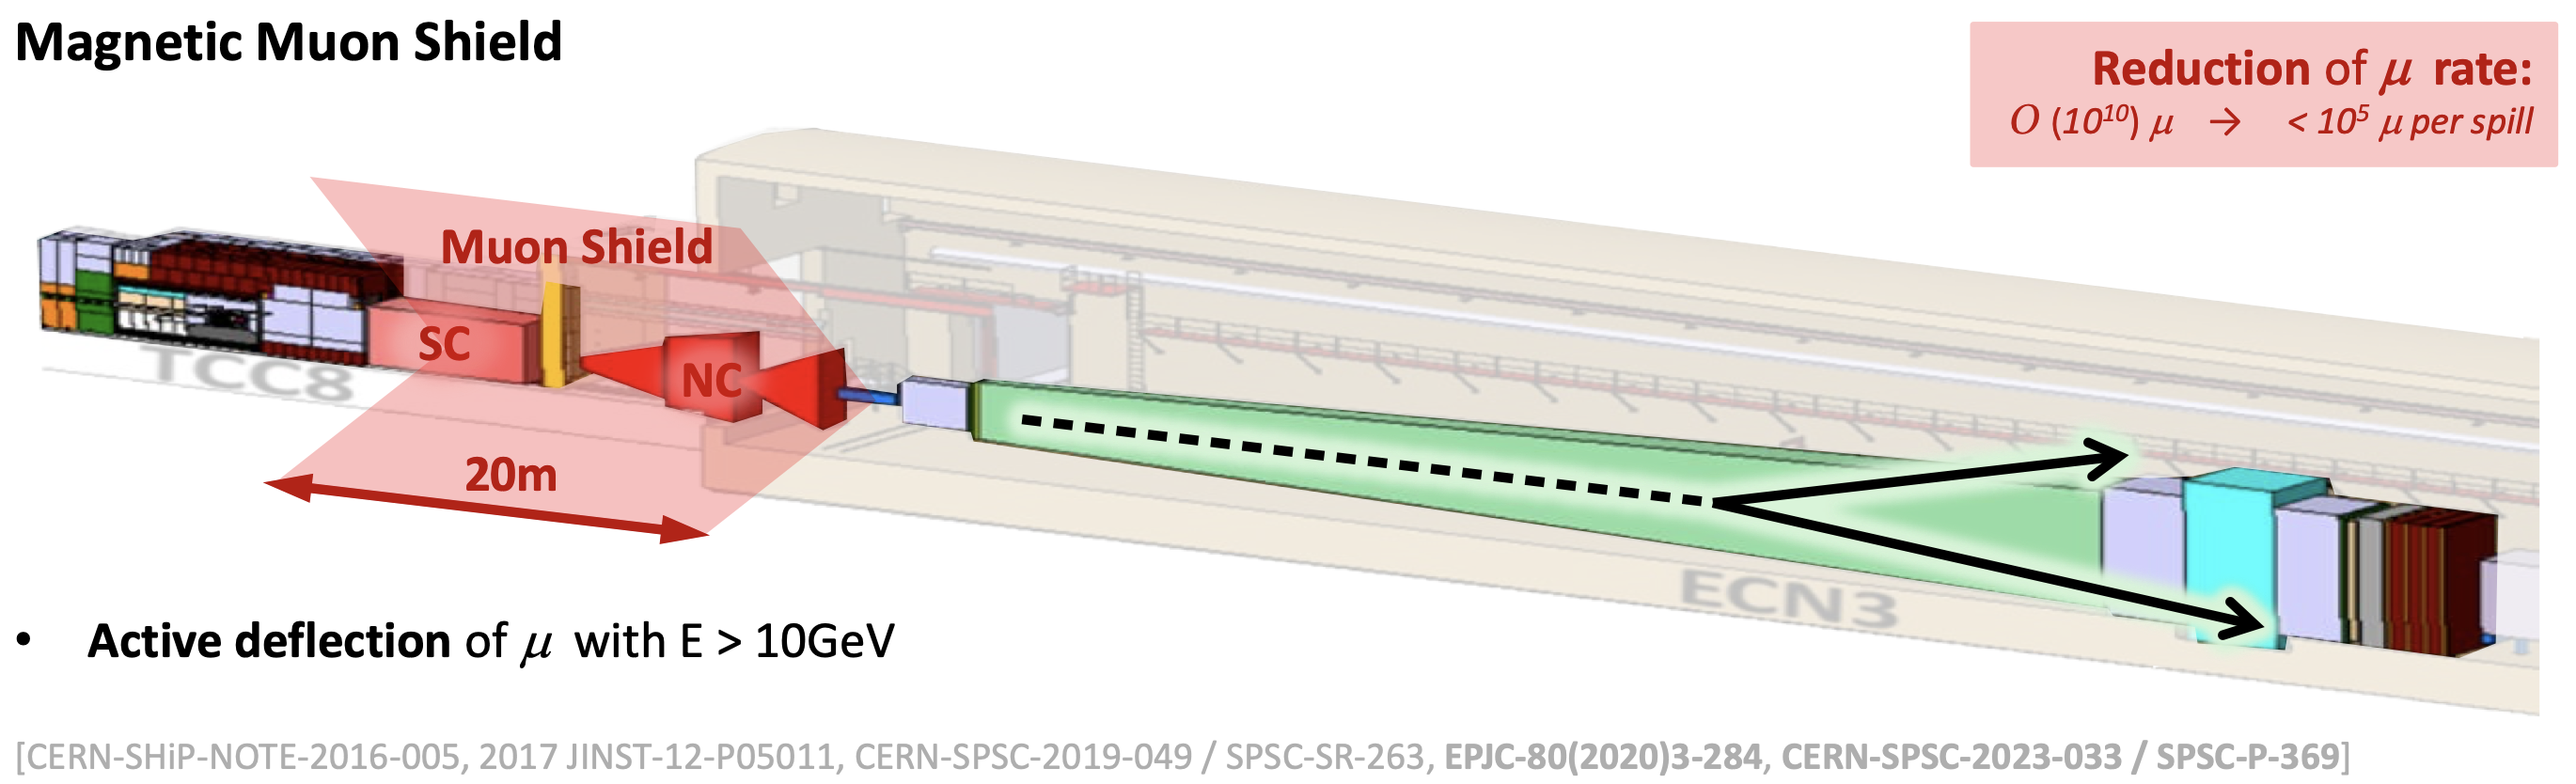 Magnetic Muon Shield
Reduction of μ rate:
O (10¹⁰) μ → < 10⁵ μ per spill
Muon Shield
SC
NC
TCC8
20m
ECN3
• Active deflection of μ with E > 10GeV
[CERN-SHiP-NOTE-2016-005, 2017 JINST-12-P05011, CERN-SPSC-2019-049 / SPSC-SR-263, EPJC-80(2020)3-284, CERN-SPSC-2023-033 / SPSC-P-369]